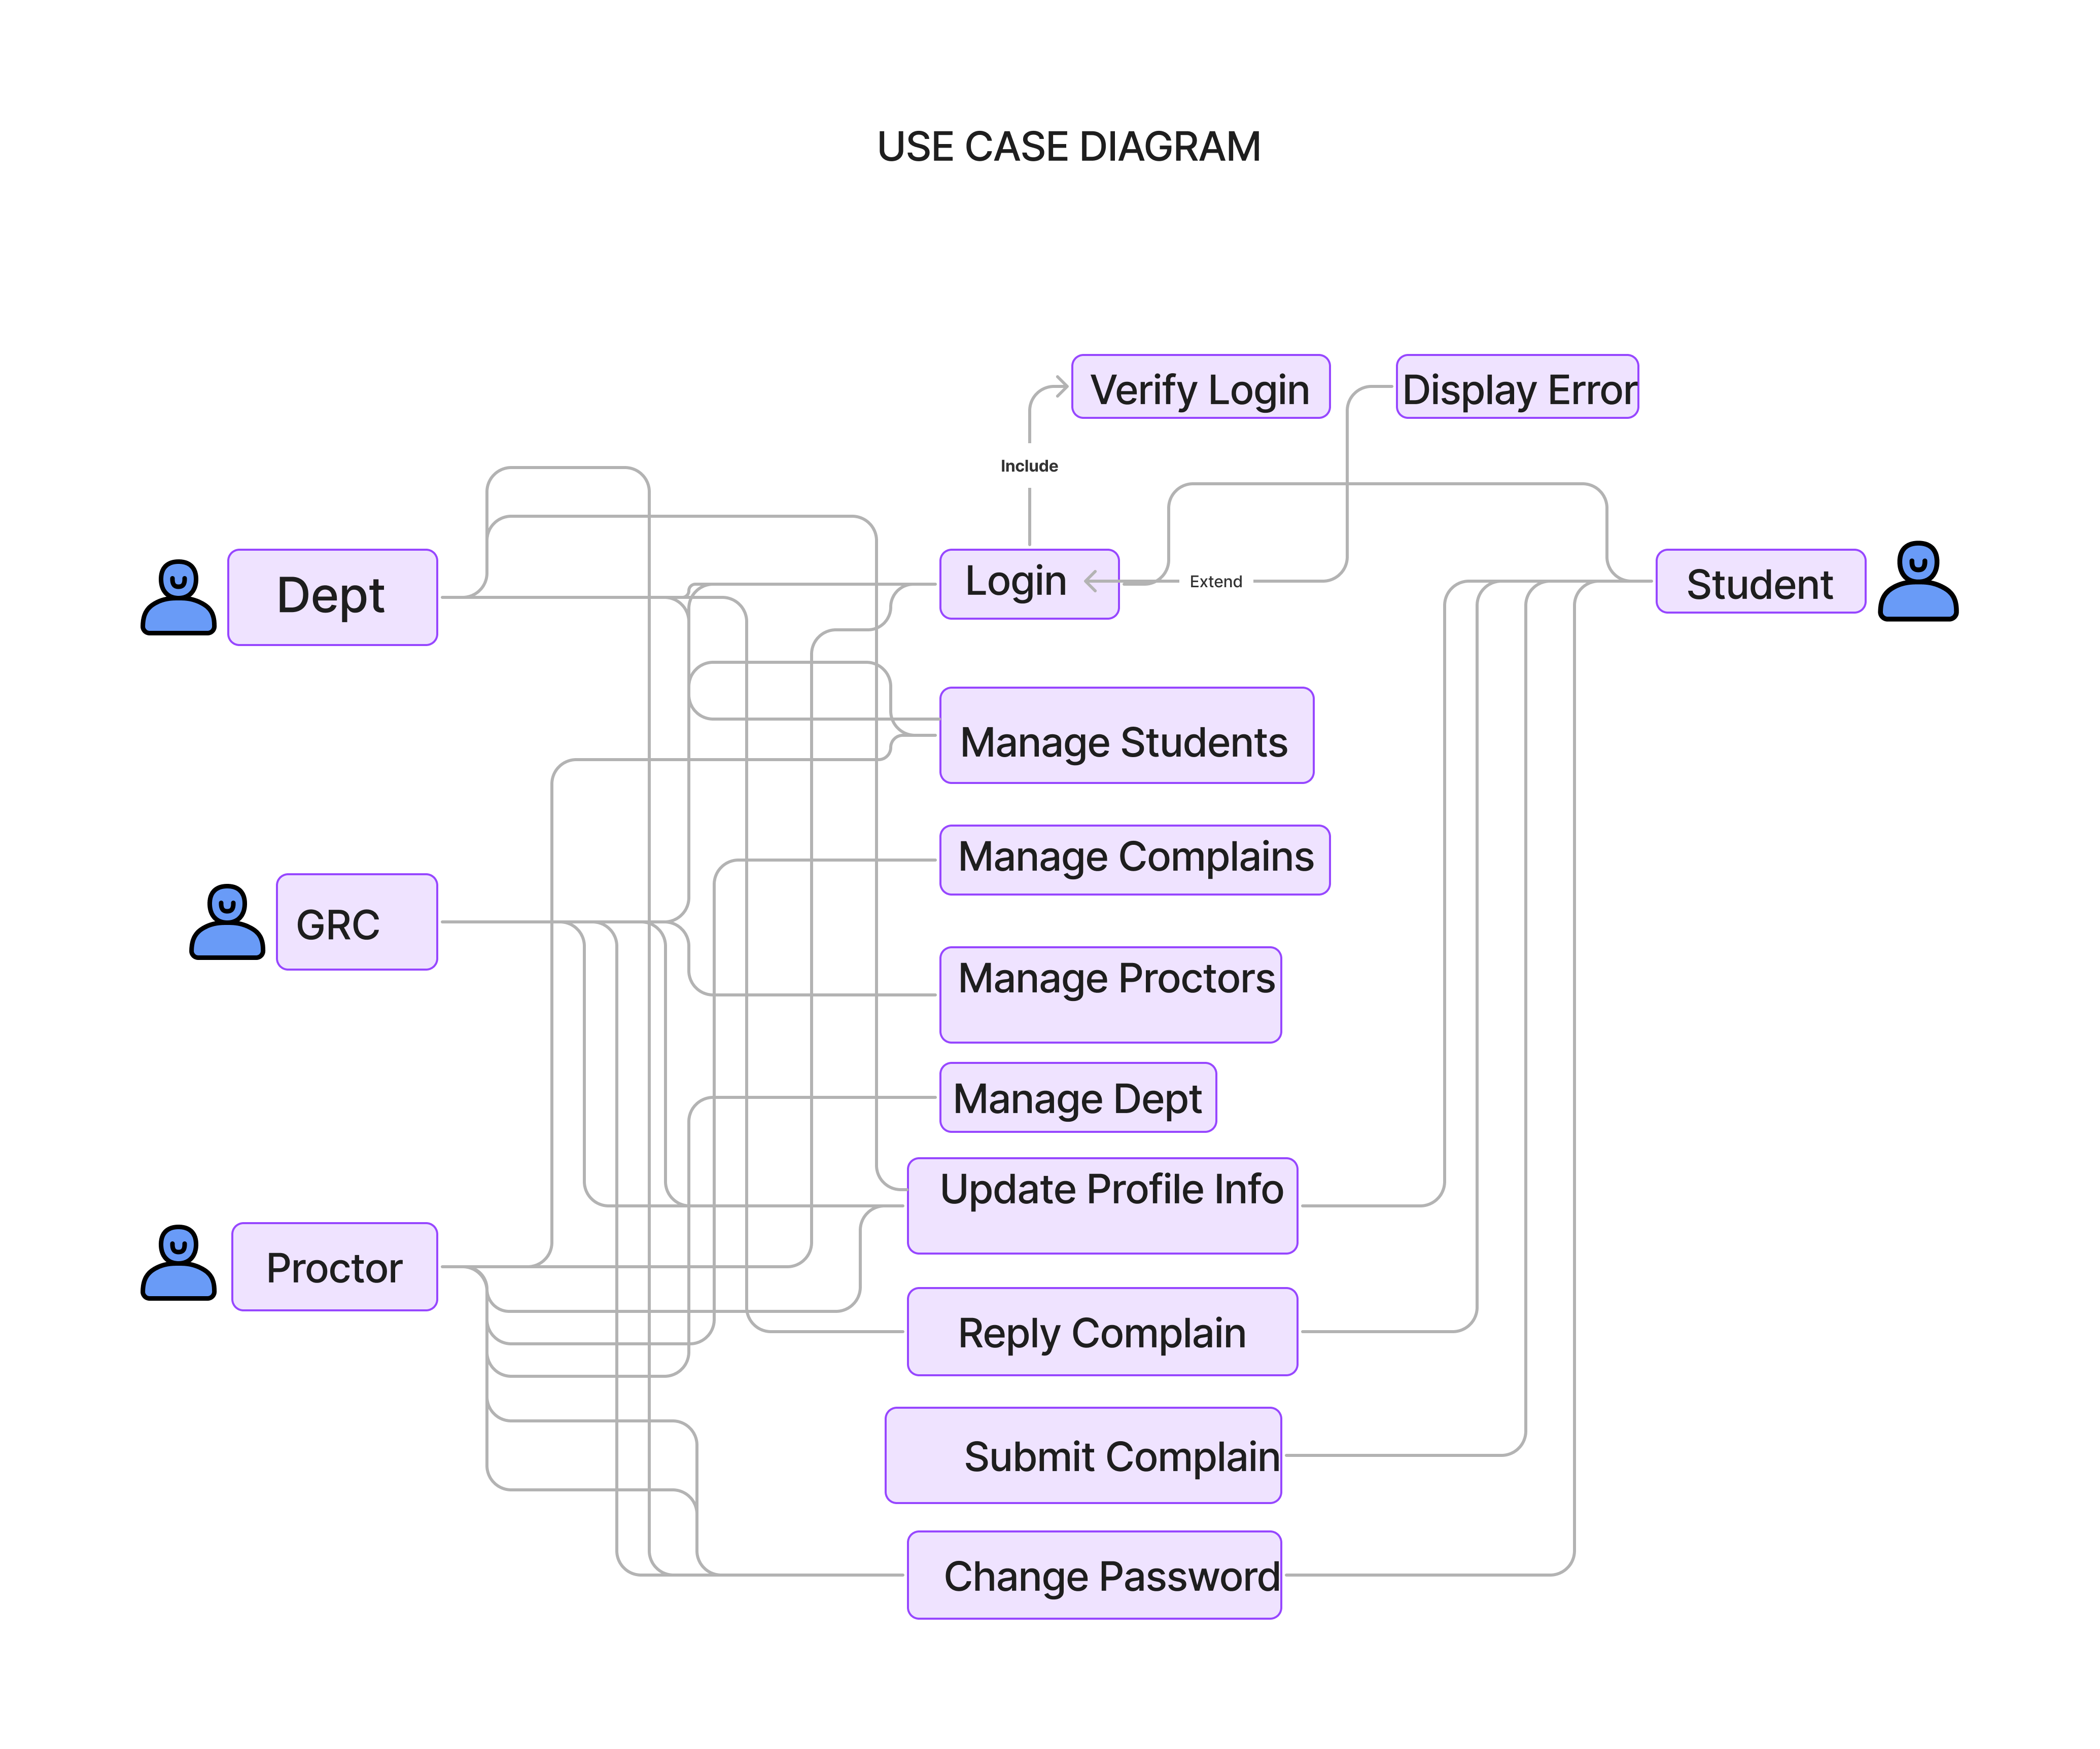 USE CASE DIAGRAM
Verify Login
Display Error
Include
Dept
Login
Extend
Student
Manage Students
Manage Complains
GRC
Manage Proctors
Manage Dept
Update Profile Info
Proctor
Reply Complain
Submit Complain
Change Password